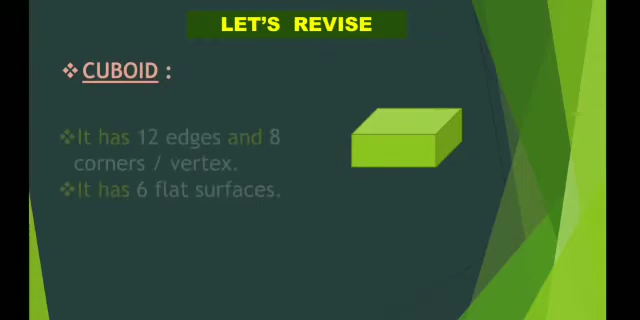 LET'S REVISE
❖ CUBOID :
❖It has 12 edges and 8
corners / vertex.
❖It has 6 flat surfaces.